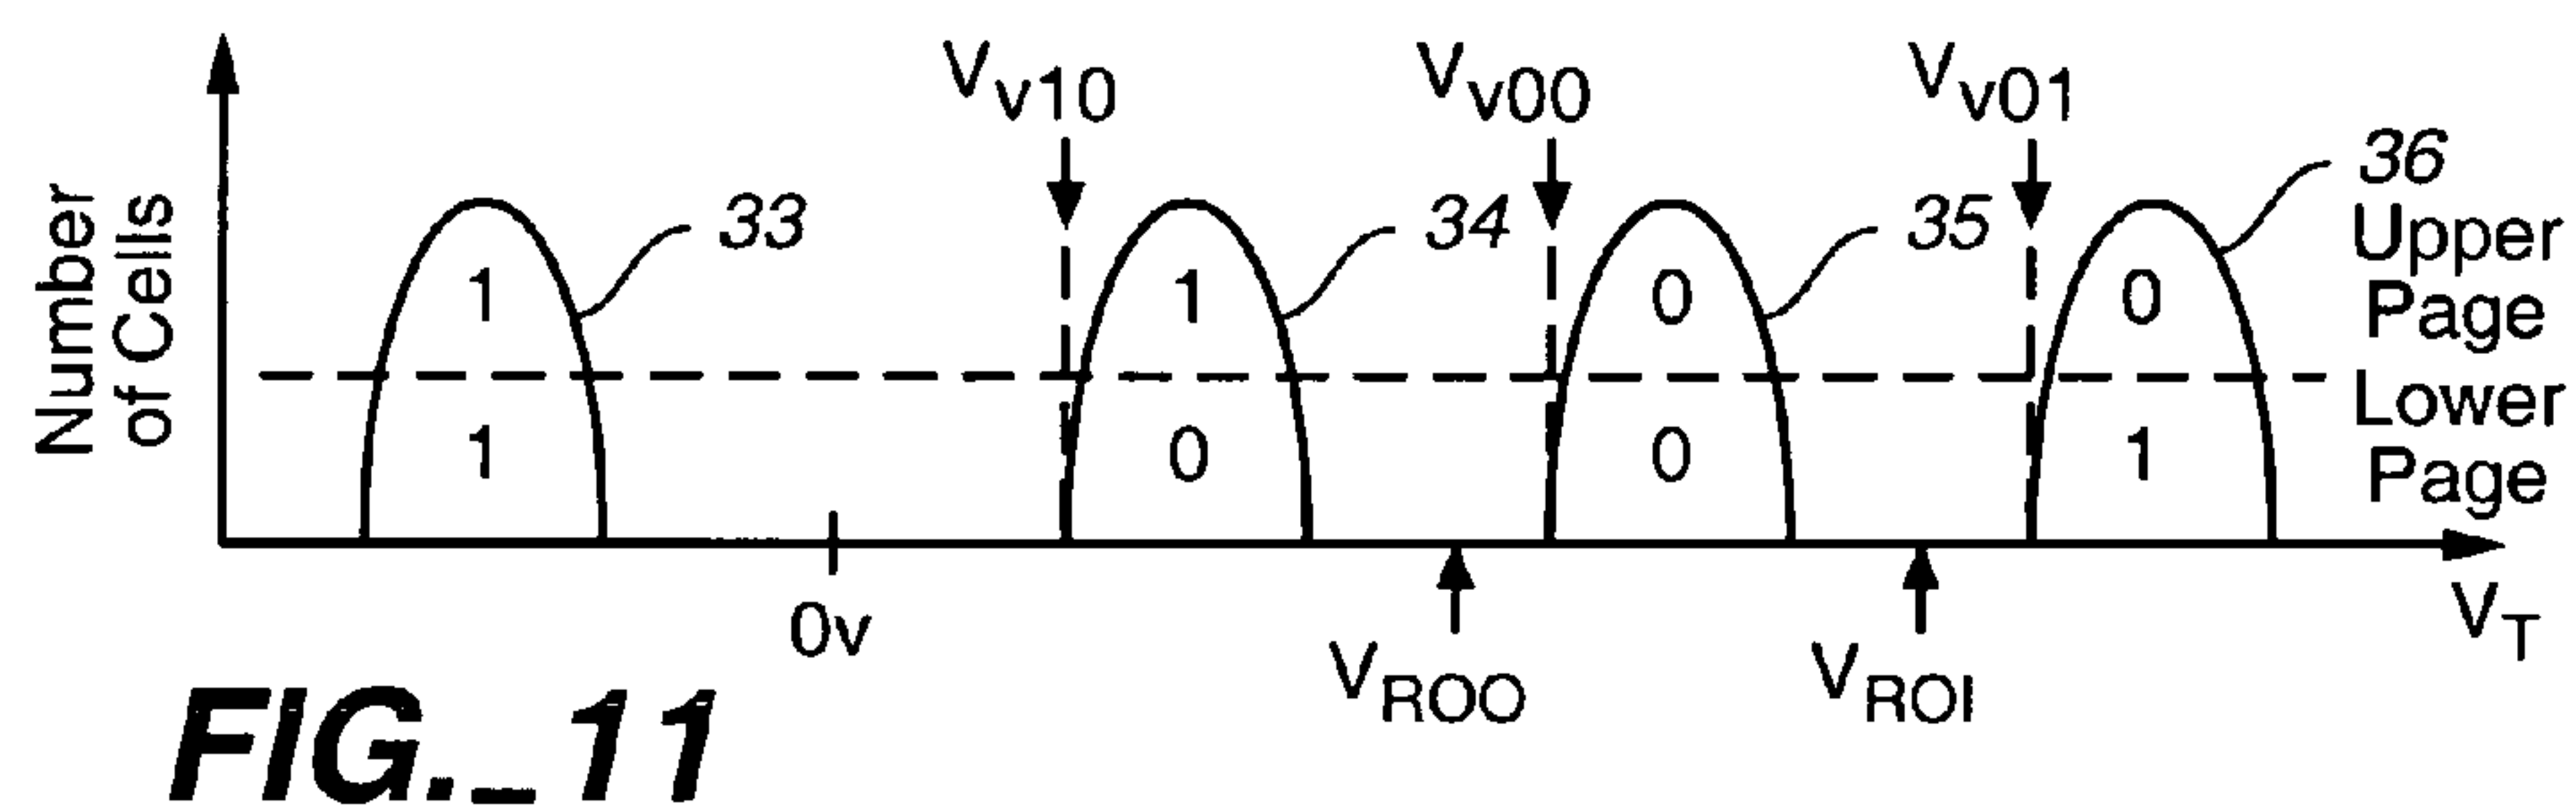 Vv10 Vv00 Vv01
Number
of Cells
33 34 35 36
Upper
Page
1 1 0 0
Lower
Page
1 0 0 1
0v
VROO VROI
VT
FIG._11